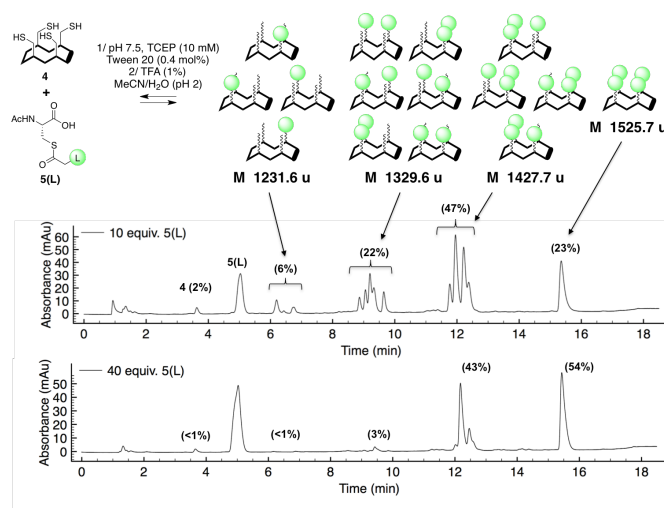 SH
SH
HS
HS
4
+
AcHN
O
OH
S
O
L
5(L)
1/ pH 7.5, TCEP (10 mM)
Tween 20 (0.4 mol%)
2/ TFA (1%)
MeCN/H2O (pH 2)
M 1231.6 u
M 1329.6 u
M 1427.7 u
M 1525.7 u
10 equiv. 5(L)
4 (2%)
5(L)
(6%)
(22%)
(47%)
(23%)
Absorbance (mAu)
60
50
40
30
20
10
0
0 2 4 6 8 10 12 14 16 18
Time (min)
40 equiv. 5(L)
(<1%)
(<1%)
(3%)
(43%)
(54%)
Absorbance (mAu)
50
40
30
20
10
0
0 2 4 6 8 10 12 14 16 18
Time (min)